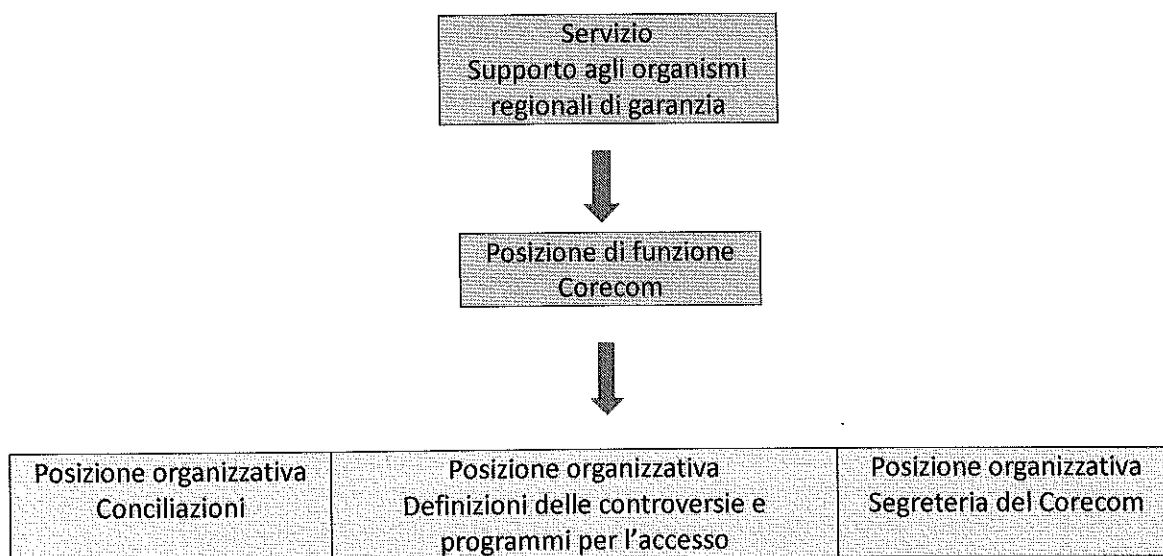 Servizio
Supporto agli organismi
regionali di garanzia
Posizione di funzione
Corecom
Posizione organizzativa
Conciliazioni
Posizione organizzativa
Definizioni delle controversie e
programmi per l'accesso
Posizione organizzativa
Segreteria del Corecom